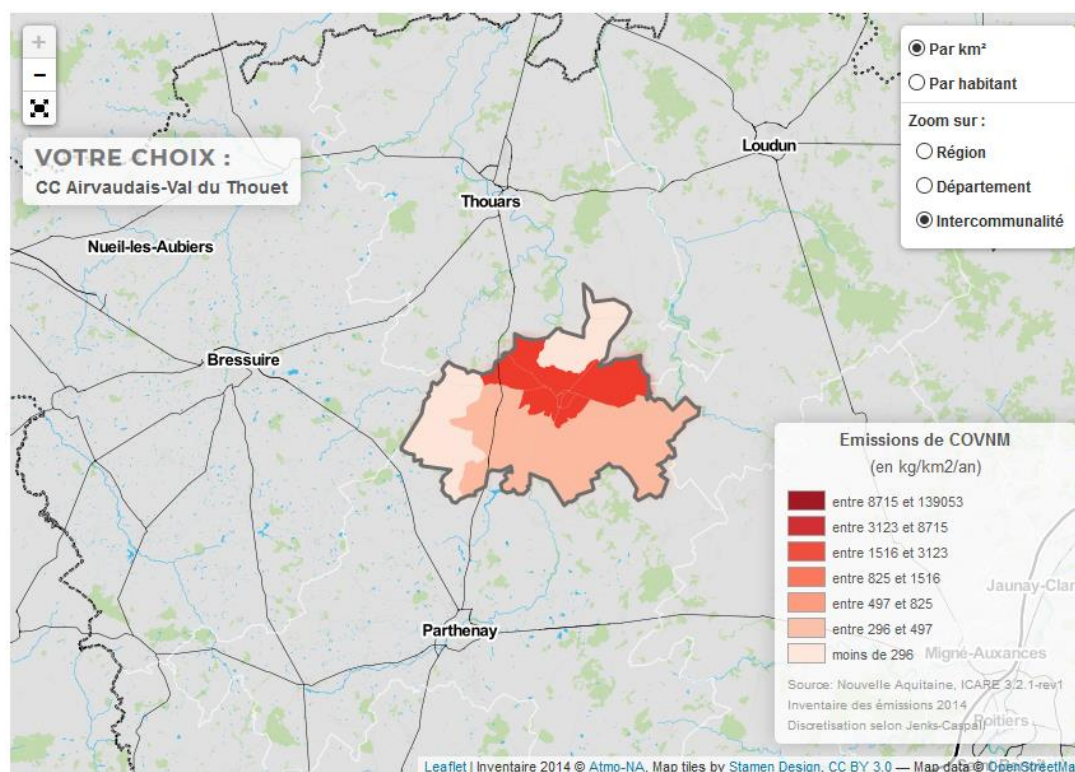 +
Par km²
−
Par habitant
Zoom sur :
Loudun
Région
VOTRE CHOIX :
CC Airvaudais-Val du Thouet
Département
Thouars
Intercommunalité
Nueil-les-Aubiers
Bressuire
Emissions de COVNM
(en kg/km2/an)
entre 8715 et 139053
entre 3123 et 8715
entre 1516 et 3123
entre 825 et 1516
Jaunay-Clan
entre 497 et 825
entre 296 et 497
Parthenay
moins de 296
Migné-Auxances
Source: Nouvelle Aquitaine, ICARE 3.2.1-rev1
Inventaire des émissions 2014
Discretisation selon Jenks-Caspall
Poitiers
Leaflet | Inventaire 2014 © Atmo-NA, Map tiles by Stamen Design, CC BY 3.0 — Map data © OpenStreetMa